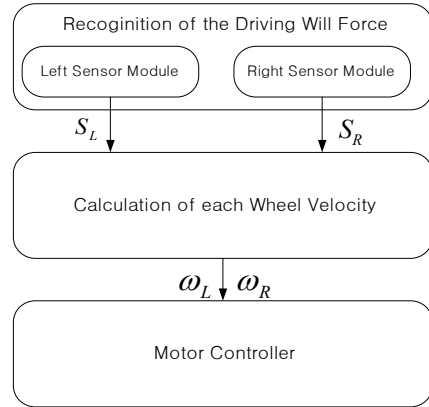 Recoginition of the Driving Will Force
Left Sensor Module Right Sensor Module
S_L S_R
Calculation of each Wheel Velocity
ω_L ω_R
Motor Controller